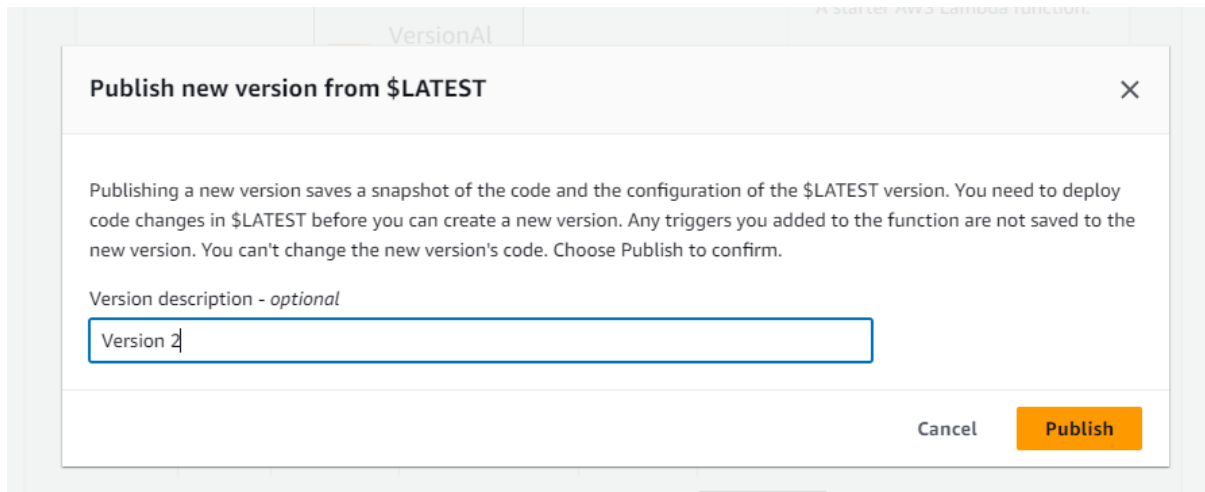 A starter AWS Lambda function.
VersionAl
Publish new version from $LATEST
Publishing a new version saves a snapshot of the code and the configuration of the $LATEST version. You need to deploy
code changes in $LATEST before you can create a new version. Any triggers you added to the function are not saved to the
new version. You can't change the new version's code. Choose Publish to confirm.
Version description - optional
Version 2
Cancel Publish